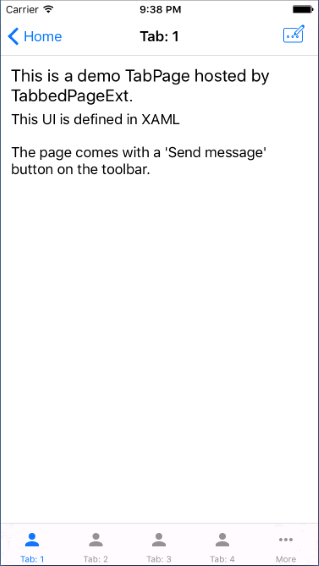 Carrier 9:38 PM
Home Tab: 1
This is a demo TabPage hosted by
TabbedPageExt.
This UI is defined in XAML
The page comes with a 'Send message'
button on the toolbar.
Tab: 1 Tab: 2 Tab: 3 Tab: 4 More